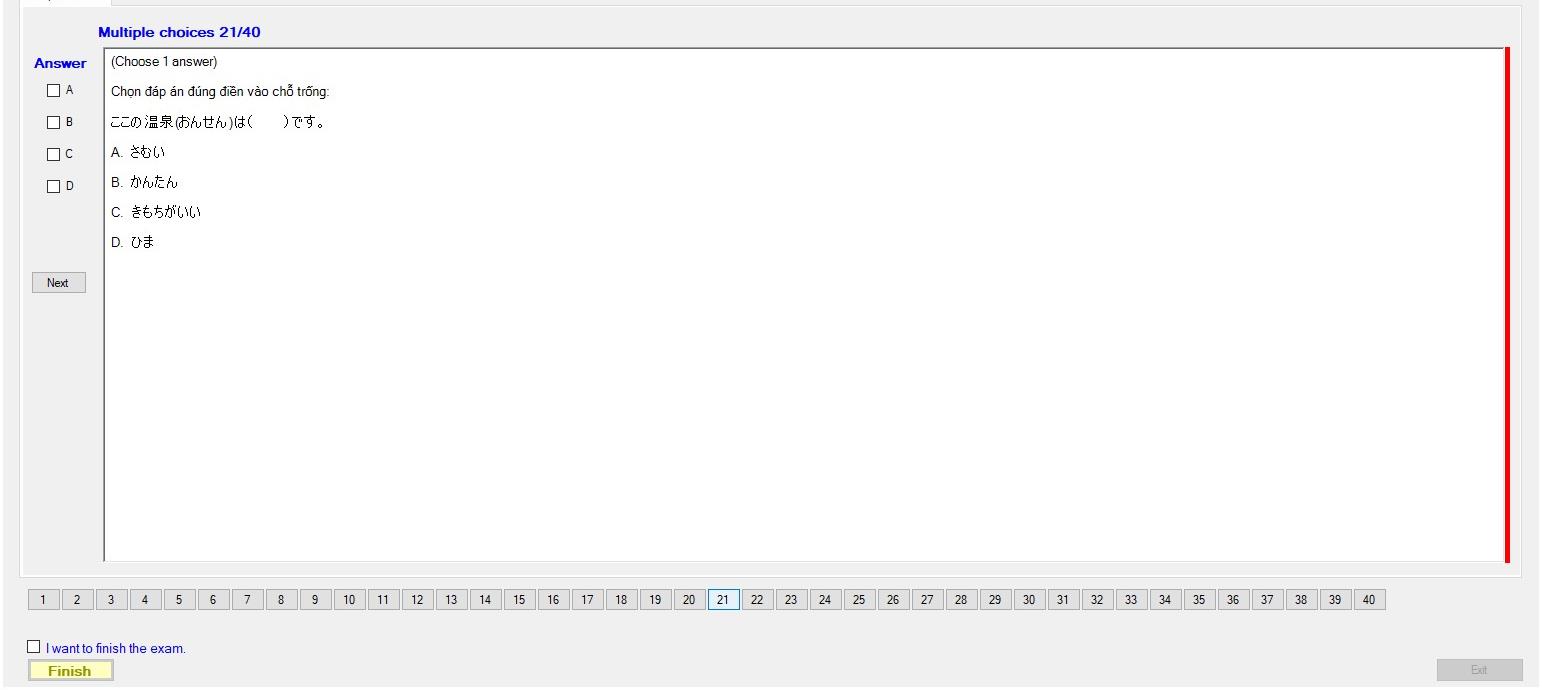 Multiple choices 21/40
Answer
A
B
C
D
Next
(Choose 1 answer)
Chọn đáp án đúng điền vào chỗ trống:
ここの温泉(おんせん)は(　　)です。
A. さむい
B. かんたん
C. きもちがいい
D. ひま
1 2 3 4 5 6 7 8 9 10 11 12 13 14 15 16 17 18 19 20 21 22 23 24 25 26 27 28 29 30 31 32 33 34 35 36 37 38 39 40
I want to finish the exam.
Finish
Exit